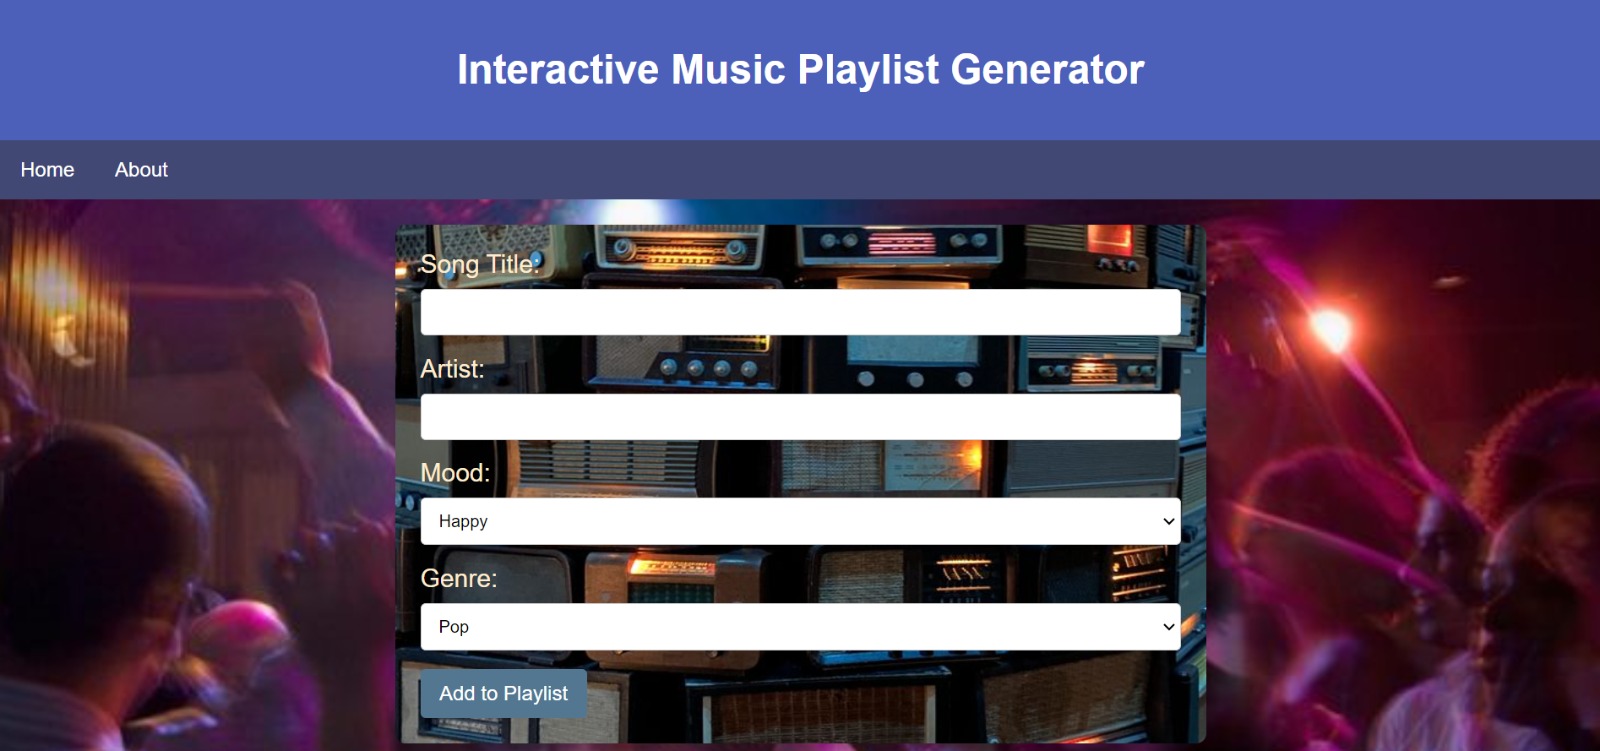 Interactive Music Playlist Generator
Home About
Song Title:
Artist:
Mood:
Happy
Genre:
Pop
Add to Playlist